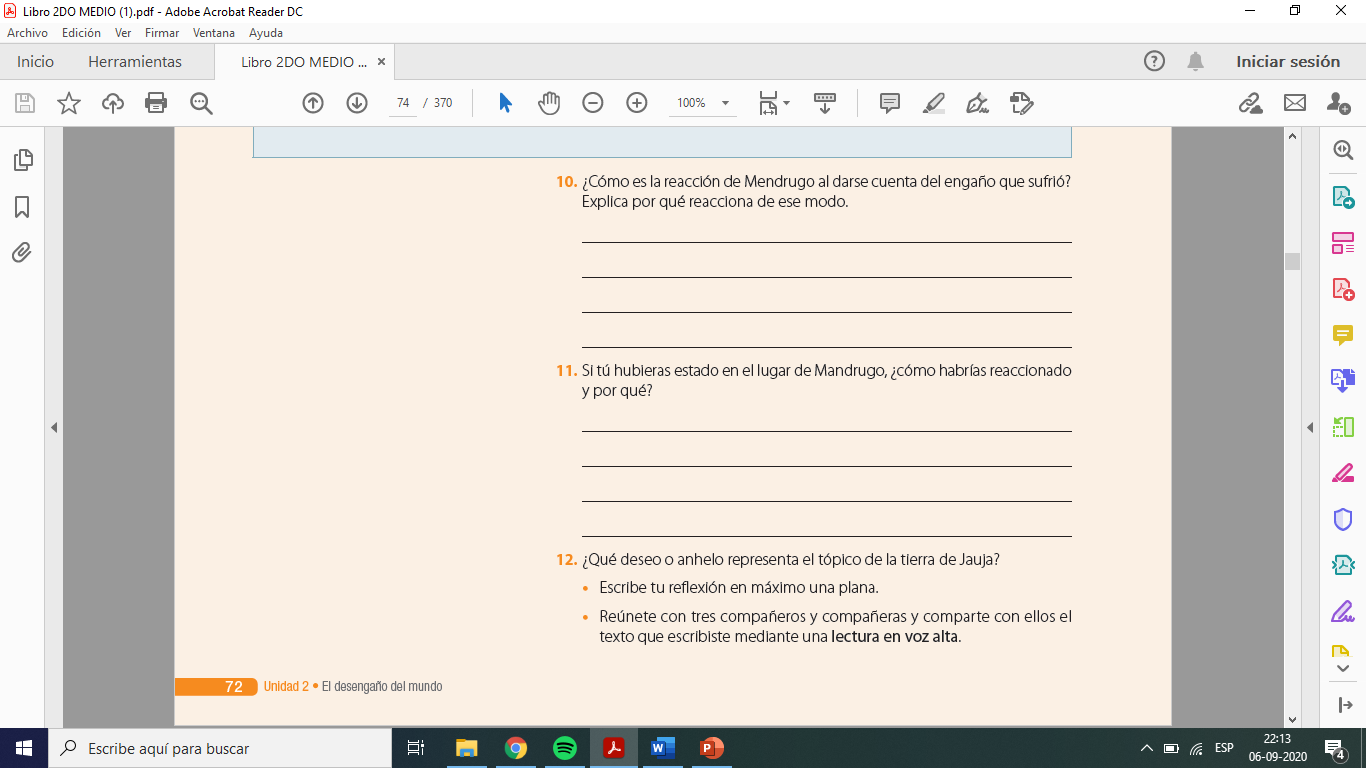 Libro 2DO MEDIO (1).pdf - Adobe Acrobat Reader DC
Archivo Edición Ver Firmar Ventana Ayuda
Inicio Herramientas Libro 2DO MEDIO ... × Iniciar sesión
74 / 370 100%
10. ¿Cómo es la reacción de Mendrugo al darse cuenta del engaño que sufrió?
Explica por qué reacciona de ese modo.
11. Si tú hubieras estado en el lugar de Mandrugo, ¿cómo habrías reaccionado
y por qué?
12. ¿Qué deseo o anhelo representa el tópico de la tierra de Jauja?
• Escribe tu reflexión en máximo una plana.
• Reúnete con tres compañeros y compañeras y comparte con ellos el
texto que escribiste mediante una lectura en voz alta.
72 Unidad 2 • El desengaño del mundo
Escribe aquí para buscar
ESP
22:13
06-09-2020
4